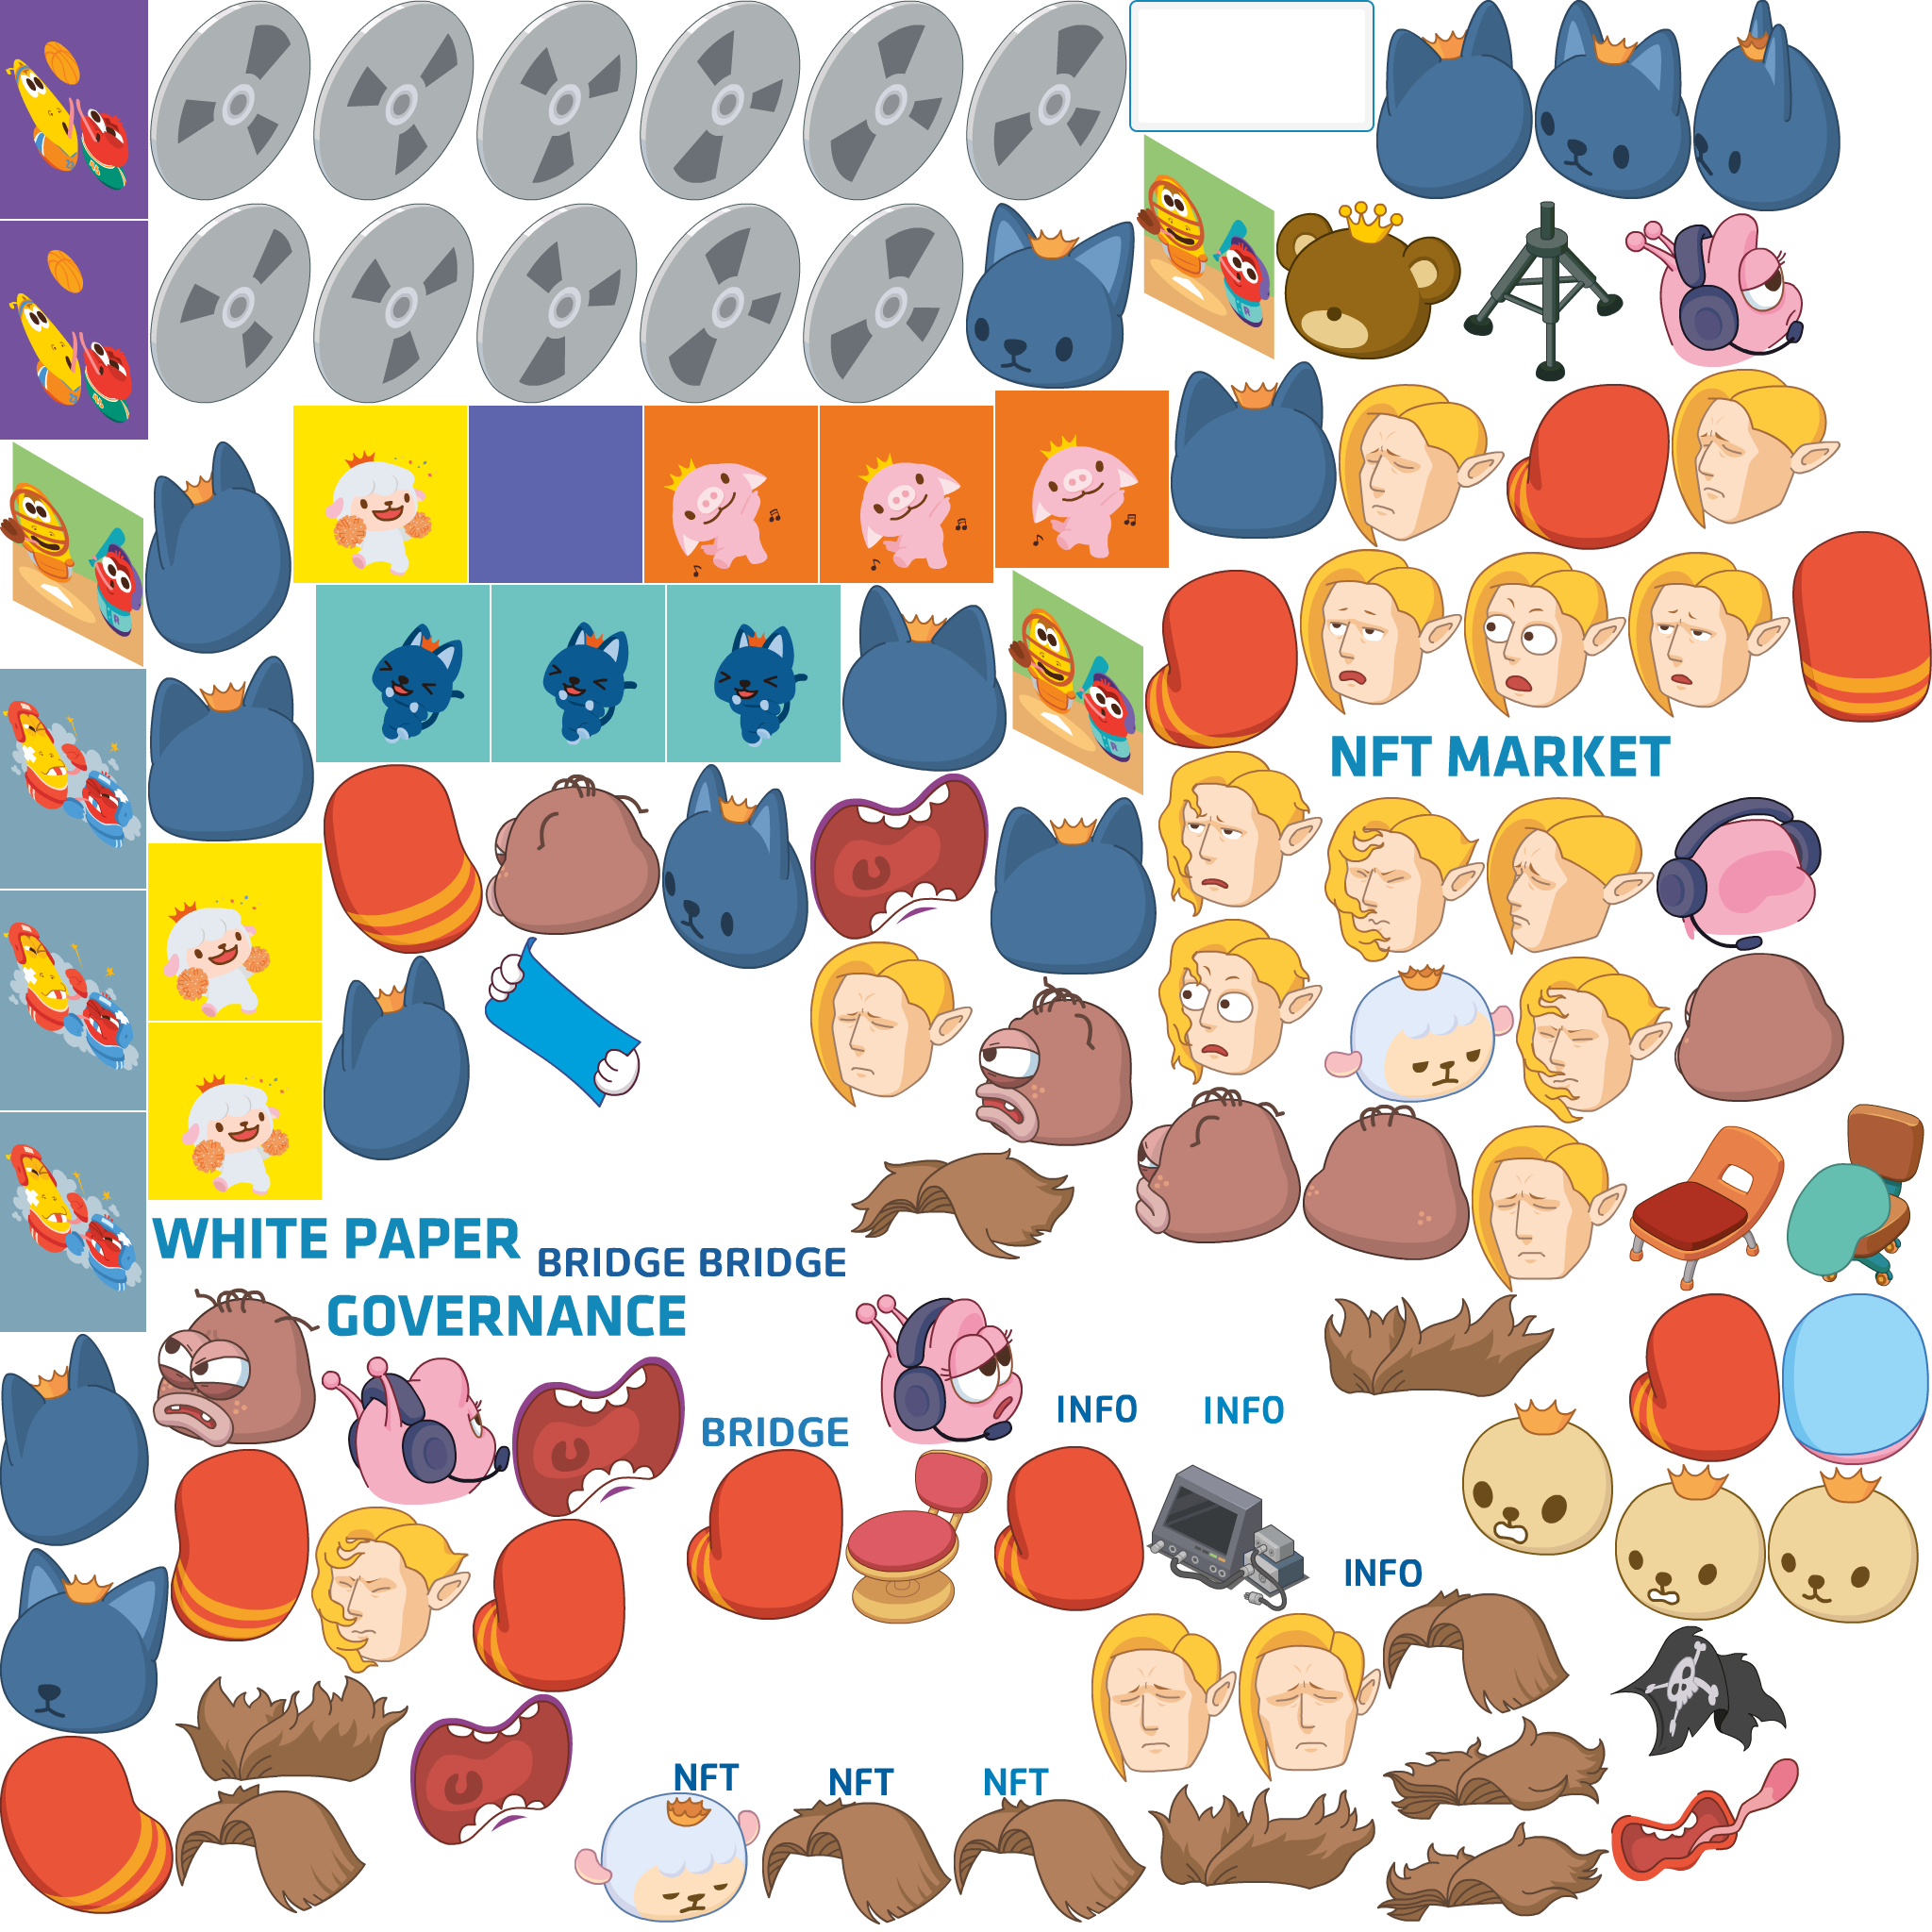 NFT MARKET
WHITE PAPER
BRIDGE BRIDGE
GOVERNANCE
INFO
INFO
BRIDGE
INFO
NFT
NFT
NFT